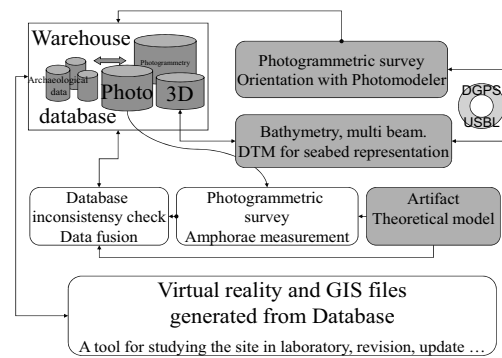 Warehouse
Photogrammetry
Archaeological
data
Photo
3D
database
Photogrammetric survey
Orientation with Photomodeler
DGPS
USBL
Bathymetry, multi beam.
DTM for seabed representation
Database
inconsistensy check
Data fusion
Photogrammetric
survey
Amphorae measurement
Artifact
Theoretical model
Virtual reality and GIS files
generated from Database
A tool for studying the site in laboratory, revision, update …